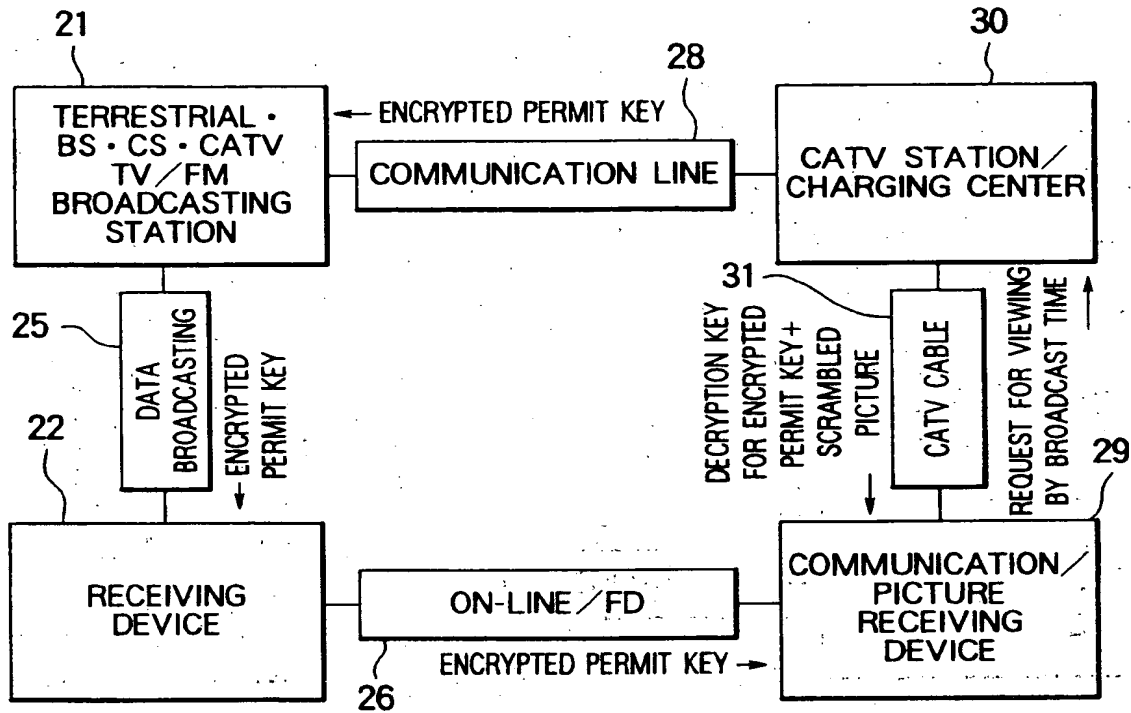 21
TERRESTRIAL・
BS・CS・CATV
TV/FM
BROADCASTING
STATION
← ENCRYPTED PERMIT KEY
28
COMMUNICATION LINE
30
CATV STATION/
CHARGING CENTER
25
DATA
BROADCASTING
ENCRYPTED
PERMIT KEY
↓
DECRYPTION KEY
FOR ENCRYPTED
PERMIT KEY+
SCRAMBLED
PICTURE
↓
31
CATV CABLE
REQUEST FOR VIEWING
BY BROADCAST TIME
↑
22
RECEIVING
DEVICE
ON-LINE/FD
26
ENCRYPTED PERMIT KEY →
29
COMMUNICATION/
PICTURE
RECEIVING
DEVICE